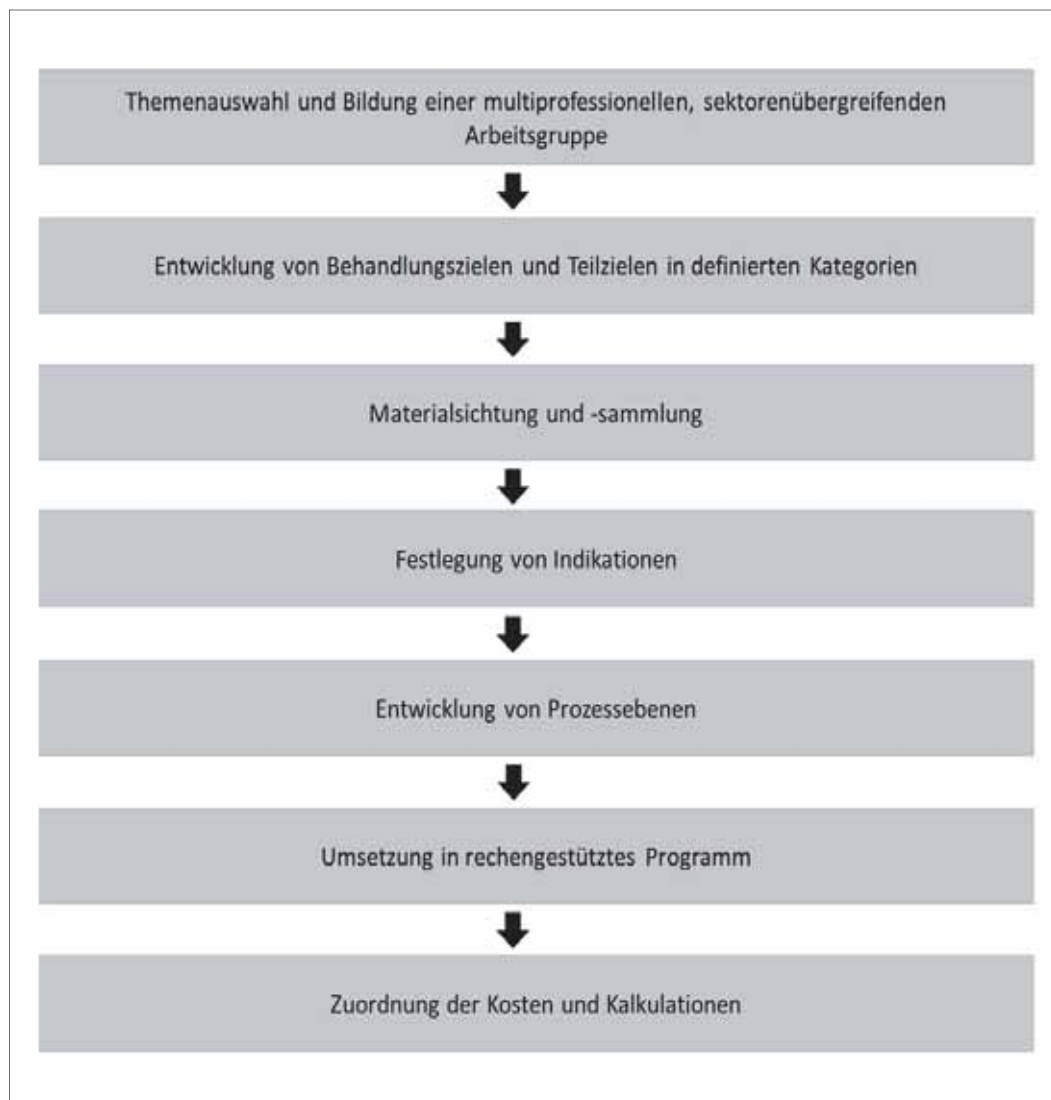 Themenauswahl und Bildung einer multiprofessionellen, sektorenübergreifenden
Arbeitsgruppe
Entwicklung von Behandlungszielen und Teilzielen in definierten Kategorien
Materialsichtung und -sammlung
Festlegung von Indikationen
Entwicklung von Prozessebenen
Umsetzung in rechengestütztes Programm
Zuordnung der Kosten und Kalkulationen